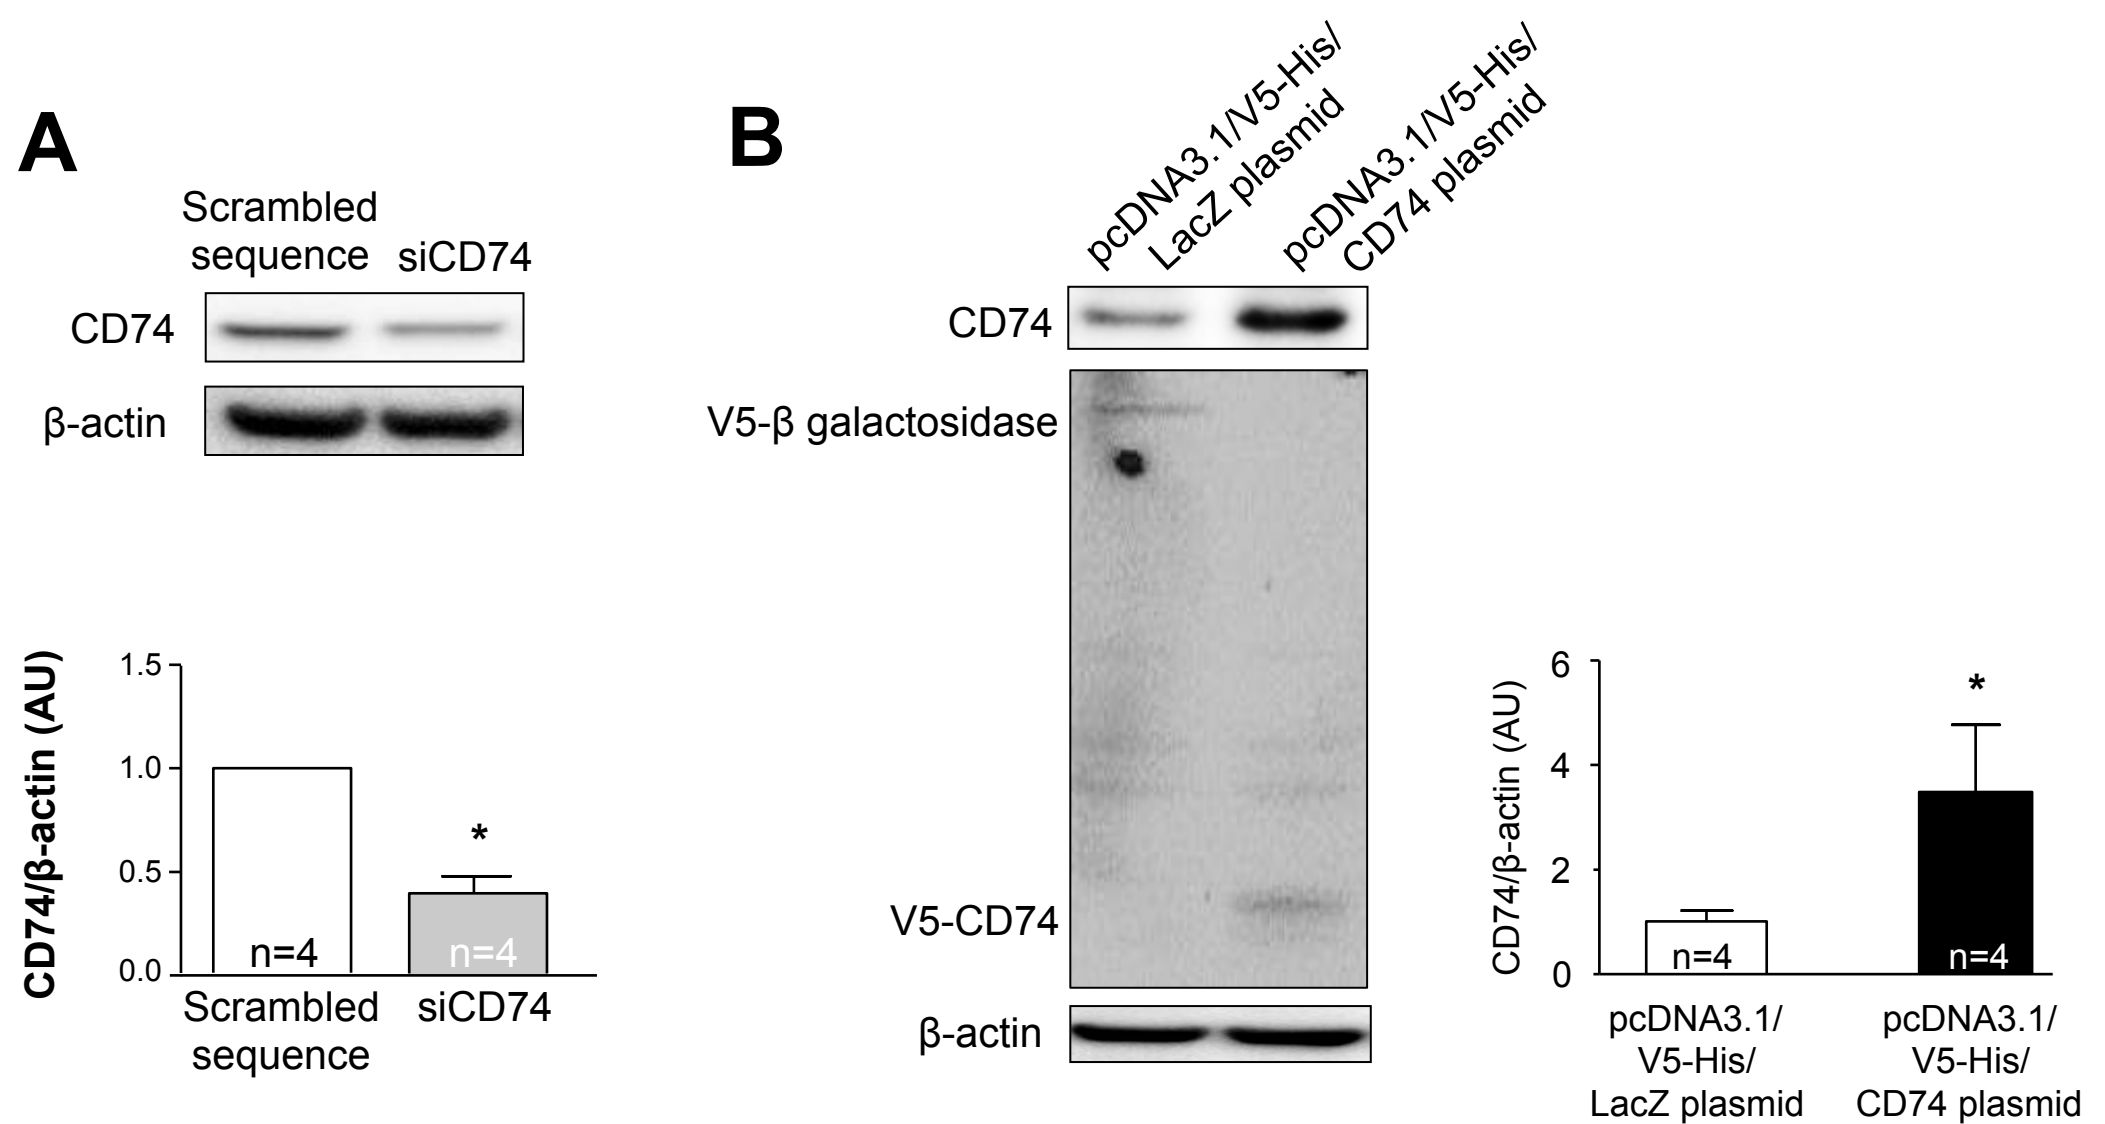 A
Scrambled
sequence
siCD74
CD74
β-actin
CD74/β-actin (AU)
1.5
1.0
0.5
0.0
*
n=4
n=4
Scrambled
sequence
siCD74
B
pcDNA3.1/V5-His/
LacZ plasmid
pcDNA3.1/V5-His/
CD74 plasmid
CD74
V5-β galactosidase
V5-CD74
β-actin
CD74/β-actin (AU)
6
4
2
0
*
n=4
n=4
pcDNA3.1/
V5-His/
LacZ plasmid
pcDNA3.1/
V5-His/
CD74 plasmid